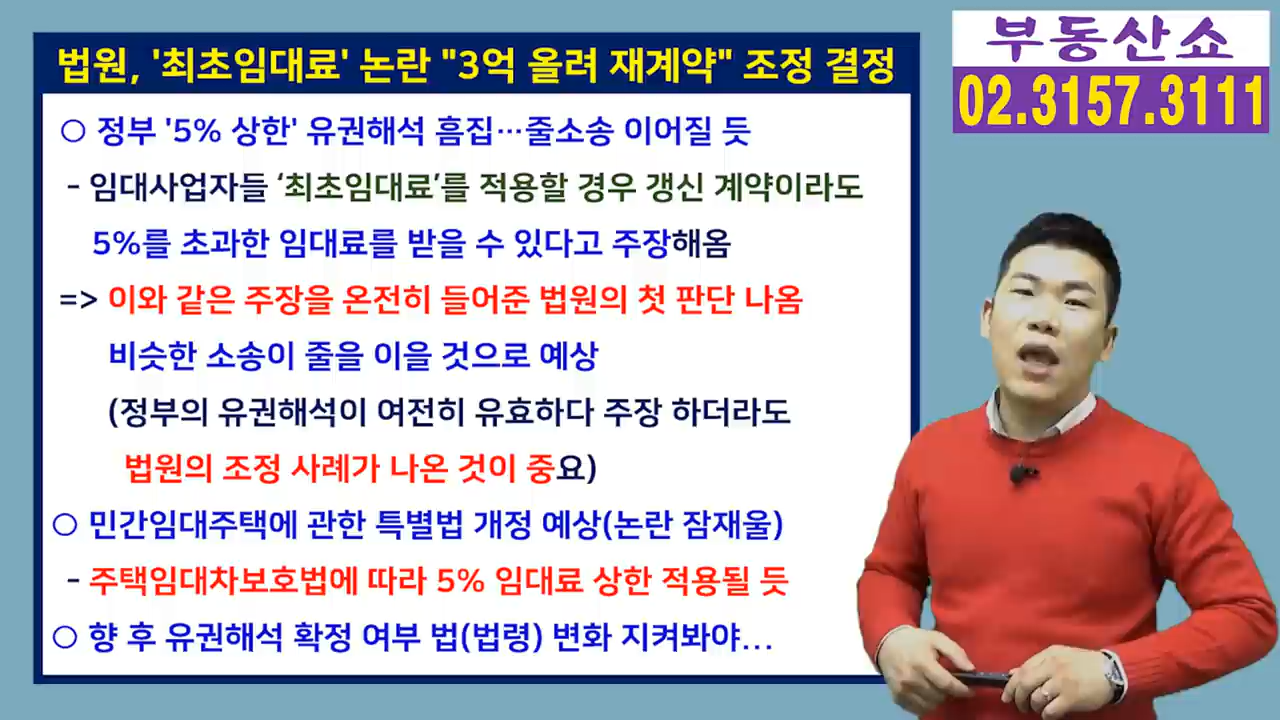 법원, '최초임대료' 논란 "3억 올려 재계약" 조정 결정
부동산쇼
02.3157.3111
○ 정부 '5% 상한' 유권해석 흠집…줄소송 이어질 듯
- 임대사업자들 ‘최초임대료’를 적용할 경우 갱신 계약이라도
5%를 초과한 임대료를 받을 수 있다고 주장해옴
=> 이와 같은 주장을 온전히 들어준 법원의 첫 판단 나옴
비슷한 소송이 줄을 이을 것으로 예상
(정부의 유권해석이 여전히 유효하다 주장 하더라도
법원의 조정 사례가 나온 것이 중요)
○ 민간임대주택에 관한 특별법 개정 예상(논란 잠재울)
- 주택임대차보호법에 따라 5% 임대료 상한 적용될 듯
○ 향 후 유권해석 확정 여부 법(법령) 변화 지켜봐야...